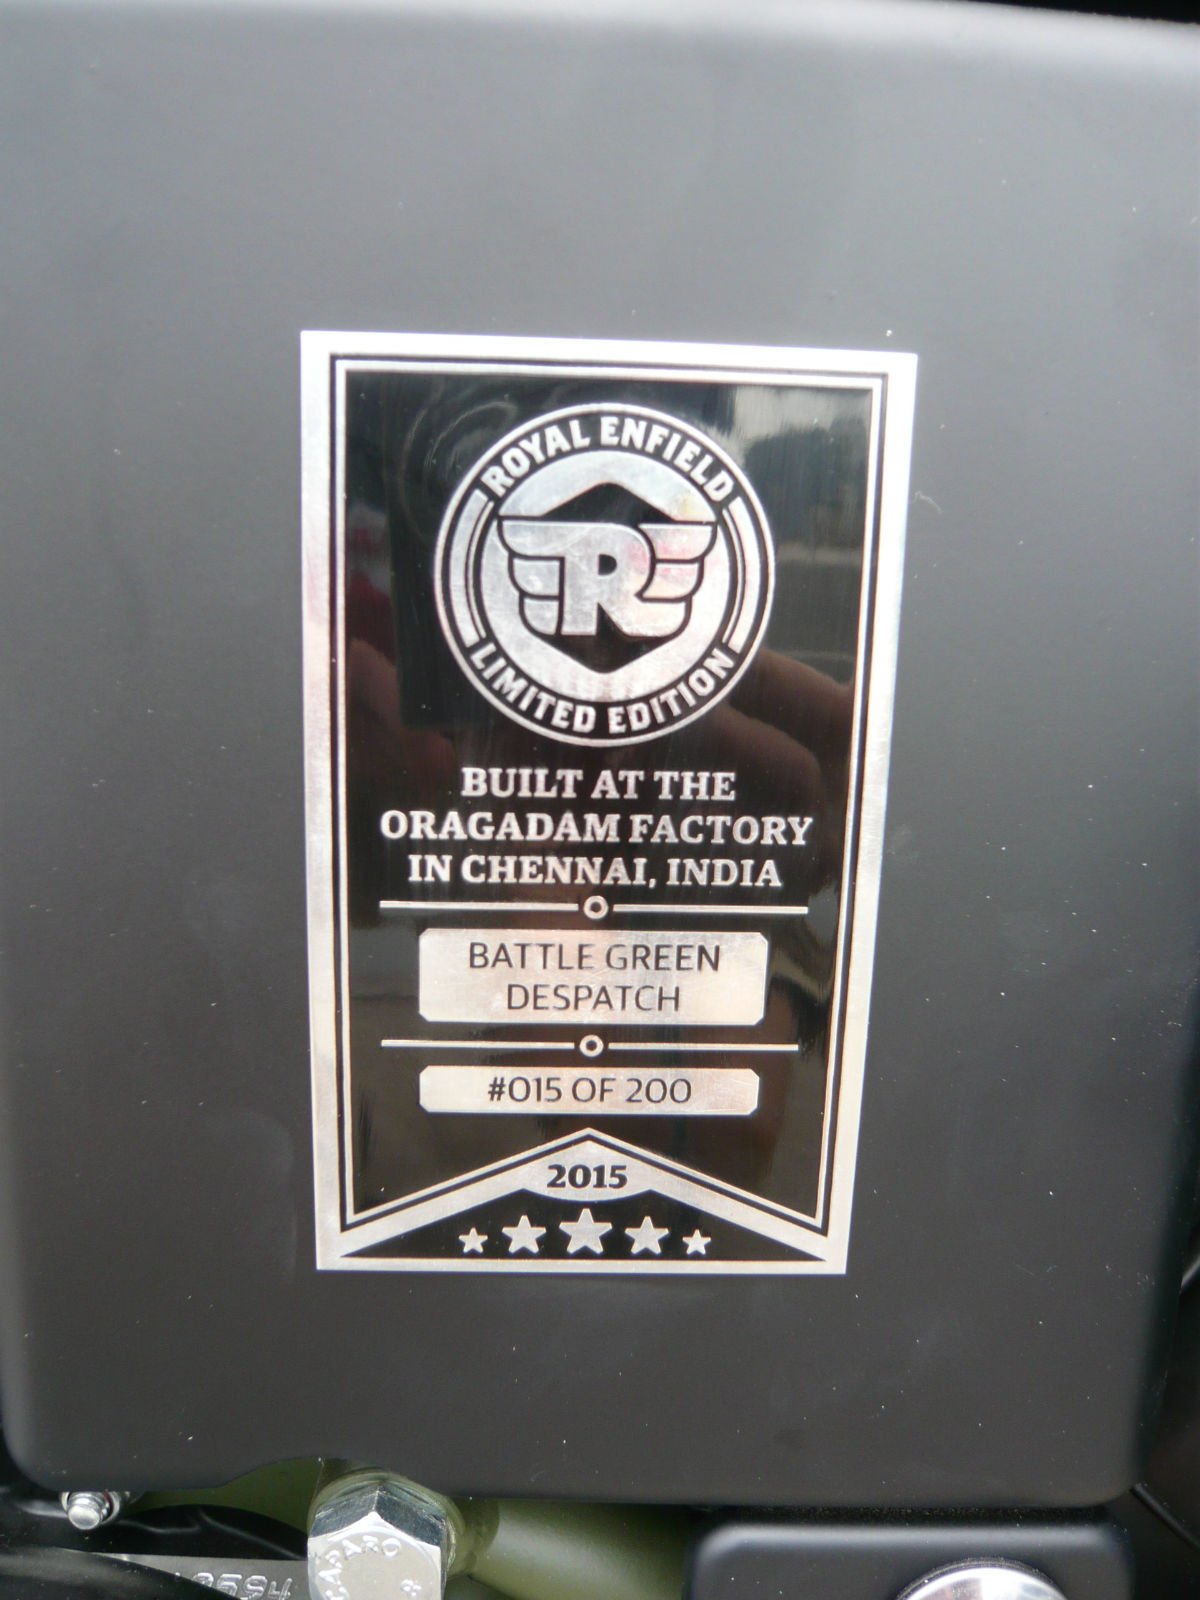 ROYAL ENFIELD
R
LIMITED EDITION
BUILT AT THE
ORAGADAM FACTORY
IN CHENNAI, INDIA
BATTLE GREEN
DESPATCH
#015 OF 200
2015
CAPARO